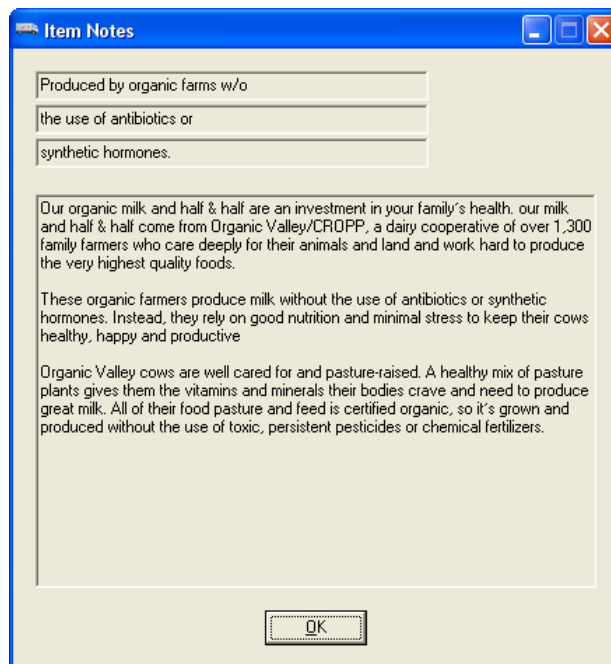 Item Notes
Produced by organic farms w/o
the use of antibiotics or
synthetic hormones.
Our organic milk and half & half are an investment in your family's health. our milk
and half & half come from Organic Valley/CROPP, a dairy cooperative of over 1,300
family farmers who care deeply for their animals and land and work hard to produce
the very highest quality foods.
These organic farmers produce milk without the use of antibiotics or synthetic
hormones. Instead, they rely on good nutrition and minimal stress to keep their cows
healthy, happy and productive
Organic Valley cows are well cared for and pasture-raised. A healthy mix of pasture
plants gives them the vitamins and minerals their bodies crave and need to produce
great milk. All of their food pasture and feed is certified organic, so it's grown and
produced without the use of toxic, persistent pesticides or chemical fertilizers.
OK